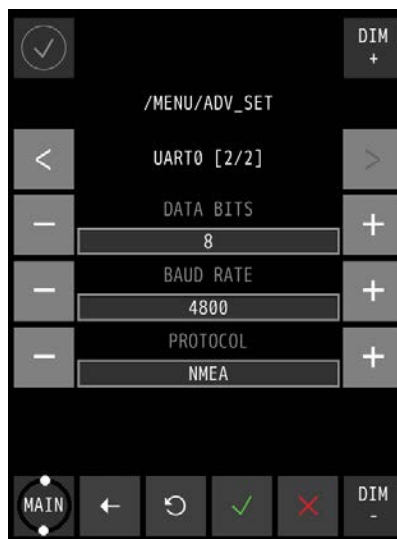 DIM
+
/MENU/ADV_SET
< UART0 [2/2] >
DATA BITS
− 8 +
BAUD RATE
− 4800 +
PROTOCOL
− NMEA +
MAIN
DIM
-